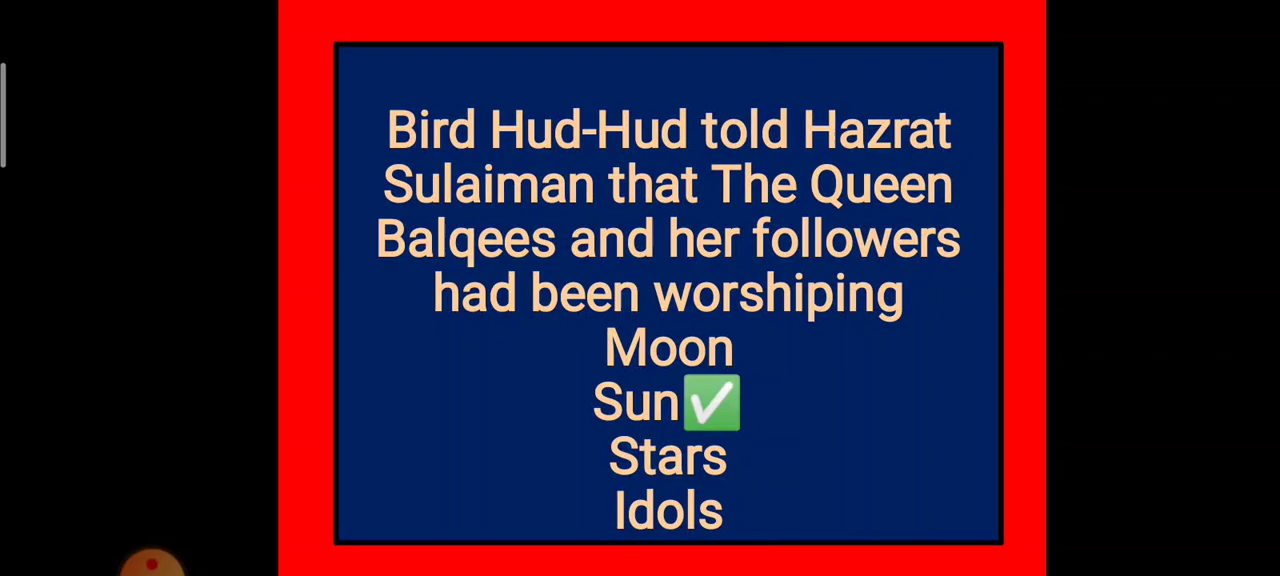 Bird Hud-Hud told Hazrat
Sulaiman that The Queen
Balqees and her followers
had been worshiping
Moon
Sun✅
Stars
Idols